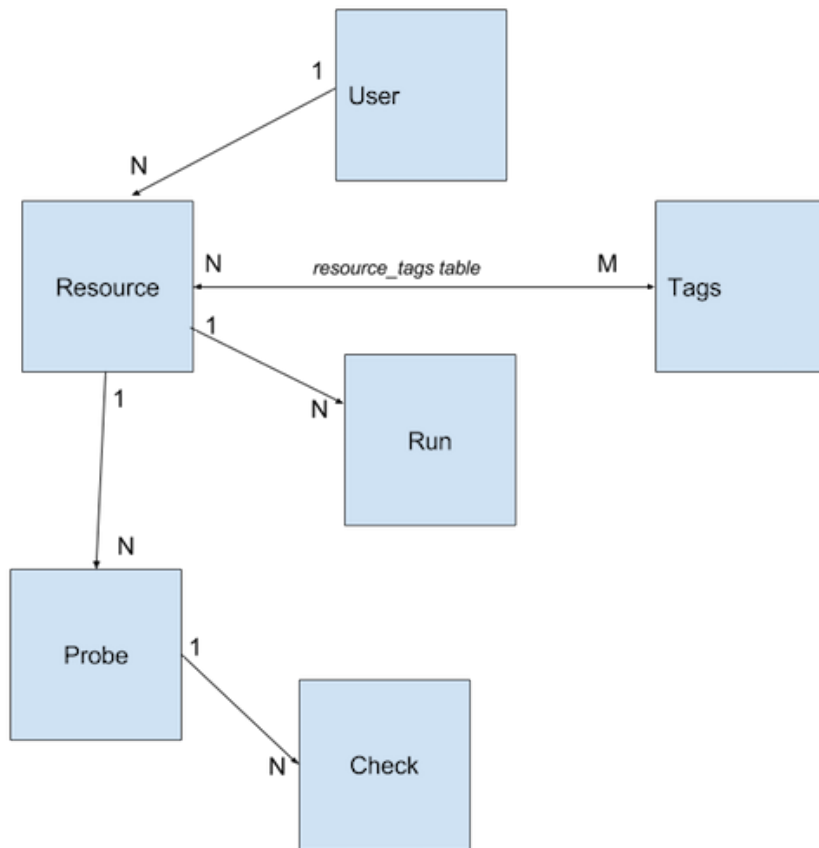 1
User
N
Resource
N
resource_tags table
M
Tags
1
1
N
Run
N
Probe
1
N
Check